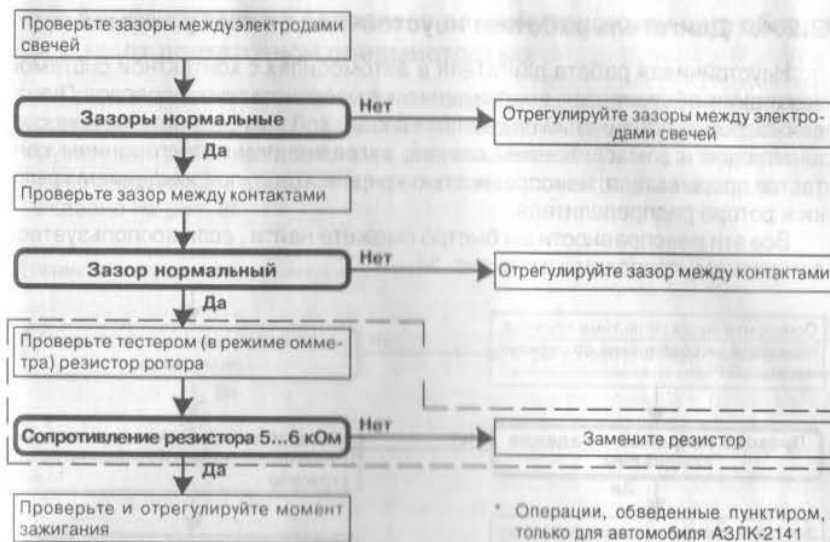 Проверьте зазоры между электродами
свечей
Зазоры нормальные
Нет
Отрегулируйте зазоры между электро-
дами свечей
Да
Проверьте зазор между контактами
Зазор нормальный
Нет
Отрегулируйте зазор между контактами
Да
Проверьте тестером (в режиме омме-
тра) резистор ротора
Сопротивление резистора 5...6 кОм
Нет
Замените резистор
Да
Проверьте и отрегулируйте момент
зажигания
* Операции, обведенные пунктиром,
только для автомобиля АЗЛК-2141